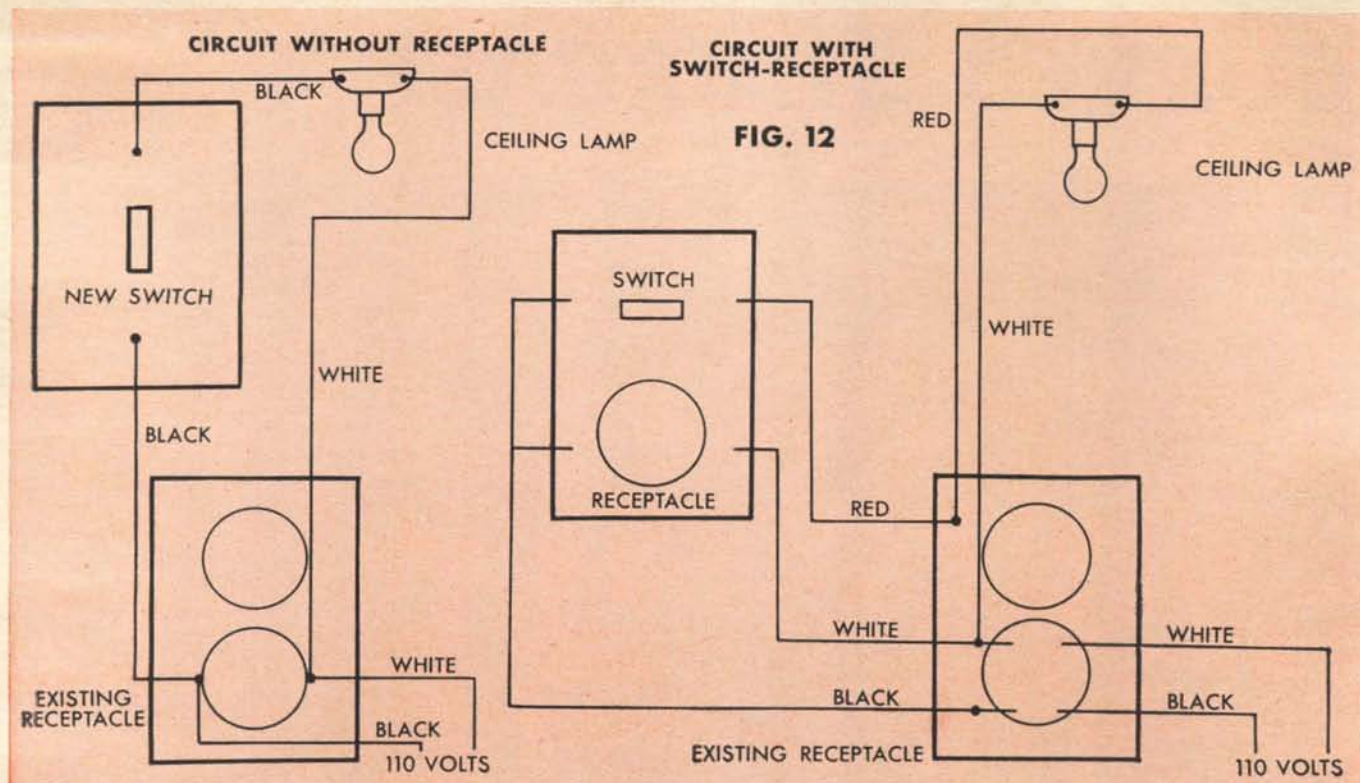 CIRCUIT WITHOUT RECEPTACLE
BLACK
CEILING LAMP
NEW SWITCH
WHITE
BLACK
WHITE
EXISTING
RECEPTACLE
BLACK
110 VOLTS
CIRCUIT WITH
SWITCH-RECEPTACLE
FIG. 12
RED
CEILING LAMP
SWITCH
WHITE
RECEPTACLE
RED
WHITE
WHITE
BLACK
BLACK
EXISTING RECEPTACLE
110 VOLTS